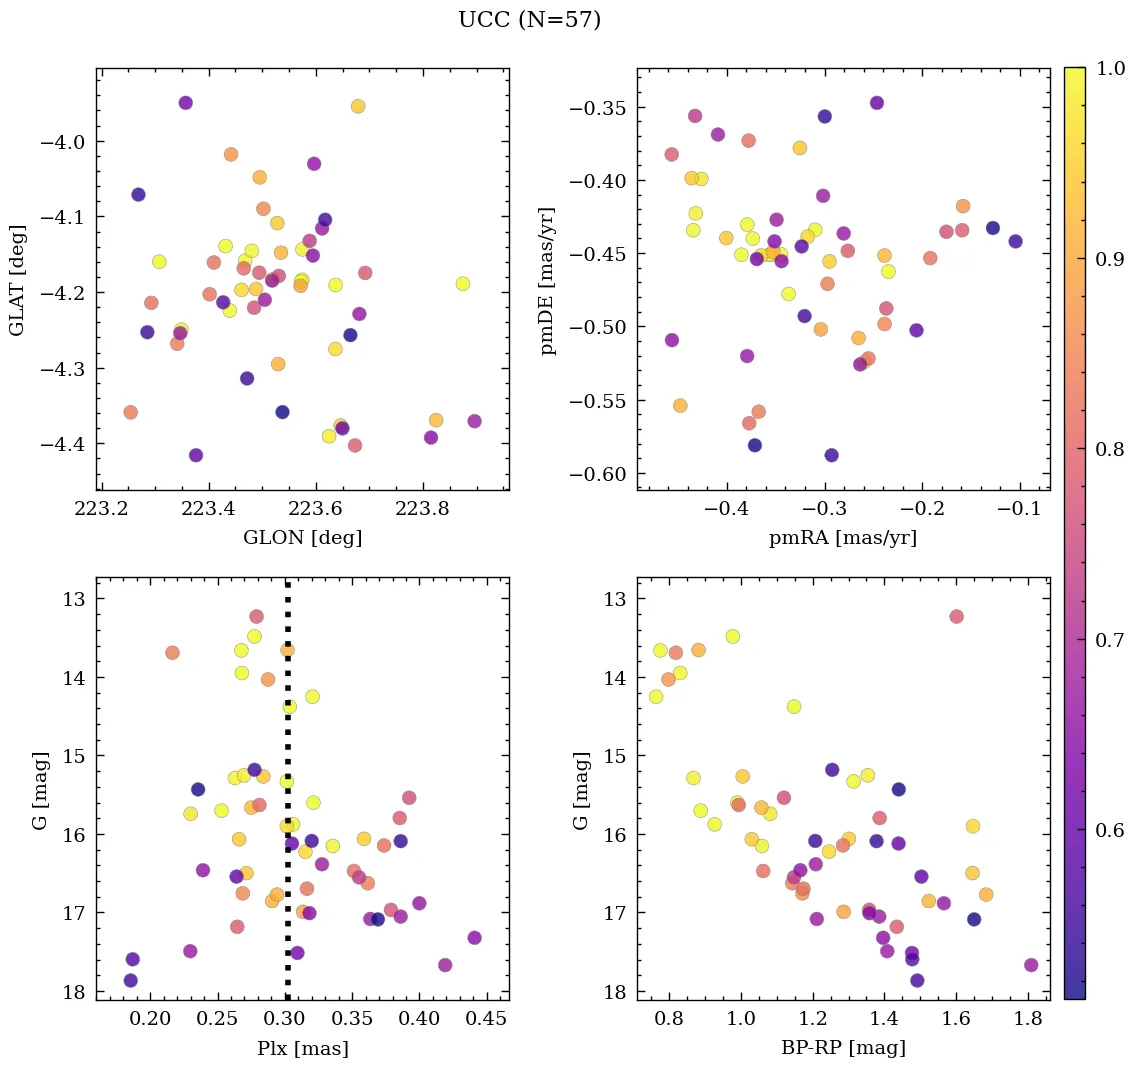 UCC (N=57)
−4.0
−4.1
−4.2
−4.3
−4.4
GLAT [deg]
223.2 223.4 223.6 223.8
GLON [deg]
−0.35
−0.40
−0.45
−0.50
−0.55
−0.60
pmDE [mas/yr]
−0.4 −0.3 −0.2 −0.1
pmRA [mas/yr]
1.0
0.9
0.8
0.7
0.6
13
14
15
16
17
18
G [mag]
0.20 0.25 0.30 0.35 0.40 0.45
Plx [mas]
13
14
15
16
17
18
G [mag]
0.8 1.0 1.2 1.4 1.6 1.8
BP-RP [mag]